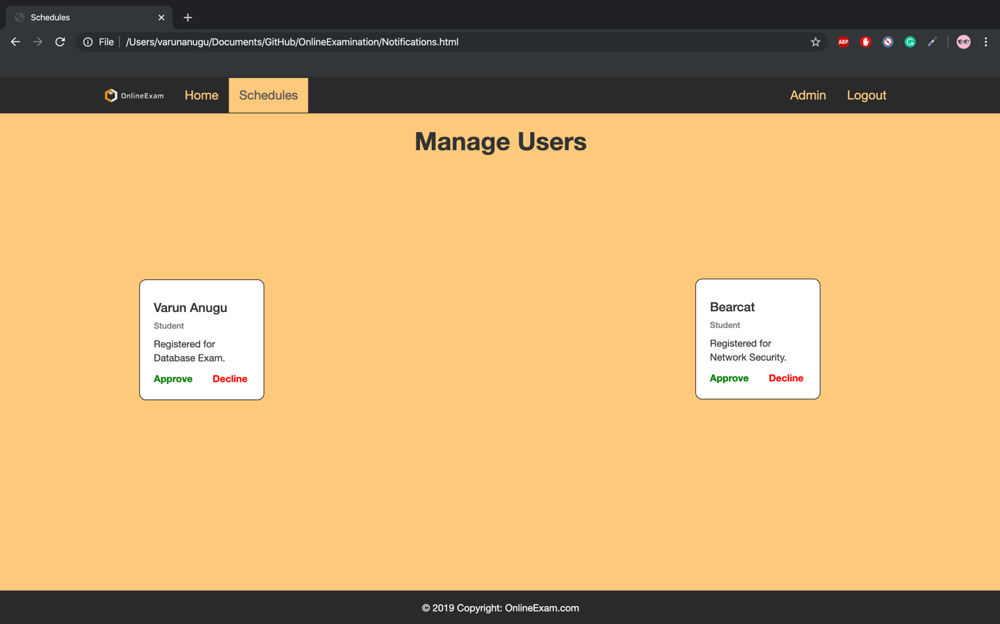 Schedules
File /Users/varunanugu/Documents/GitHub/OnlineExamination/Notifications.html
ABP
OnlineExam Home Schedules Admin Logout
Manage Users
Varun Anugu
Student
Registered for
Database Exam.
Approve Decline
Bearcat
Student
Registered for
Network Security.
Approve Decline
© 2019 Copyright: OnlineExam.com